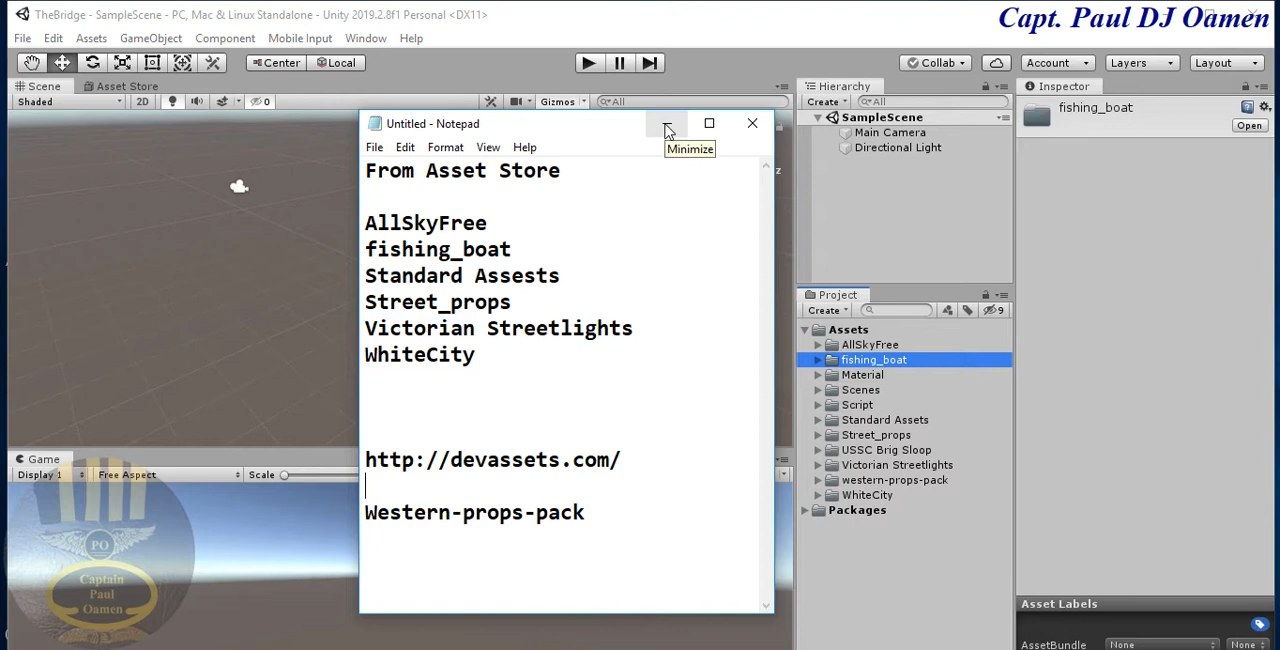 TheBridge - SampleScene - PC, Mac & Linux Standalone - Unity 2019.2.8f1 Personal <DX11>
Capt. Paul DJ Oamen
File Edit Assets GameObject Component Mobile Input Window Help
Center Local Collab Account Layers Layout
Scene Asset Store
Shaded 2D 0 Gizmos All
Untitled - Notepad
Minimize
File Edit Format View Help
From Asset Store
AllSkyFree
fishing_boat
Standard Assests
Street_props
Victorian Streetlights
WhiteCity
http://devassets.com/
Western-props-pack
z
Game
Display 1 Free Aspect Scale
PO
Captain
Paul
Oamen
Hierarchy
Create All
SampleScene
Main Camera
Directional Light
Project
Create 9
Assets
AllSkyFree
fishing_boat
Material
Scenes
Script
Standard Assets
Street_props
USSC Brig Sloop
Victorian Streetlights
western-props-pack
WhiteCity
Packages
Inspector
fishing_boat
Open
Asset Labels
AssetBundle None None